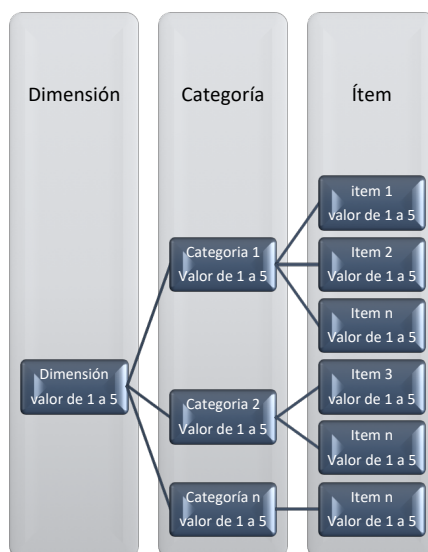 Dimensión
Categoría
Ítem
Dimensión
valor de 1 a 5
Categoria 1
Valor de 1 a 5
item 1
valor de 1 a 5
Item 2
Valor de 1 a 5
Item n
Valor de 1 a 5
Categoria 2
Valor de 1 a 5
Item 3
valor de 1 a 5
Item n
Valor de 1 a 5
Categoría n
valor de 1 a 5
Item n
Valor de 1 a 5